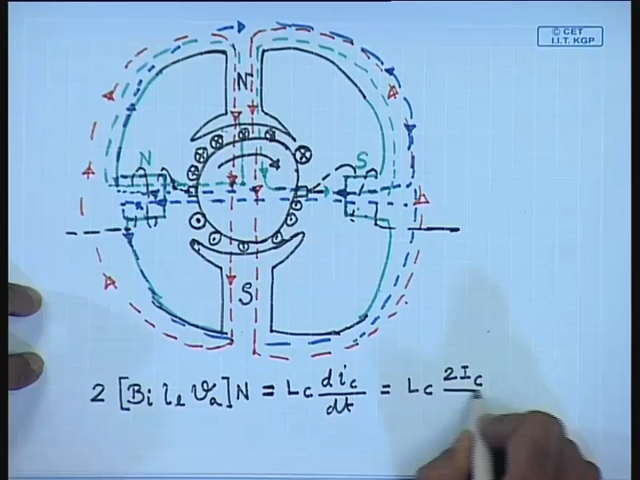 © CET
I.I.T. KGP
N
N
S
S
2 [Bi le va] N = Lc dic/dt = Lc 2Ic